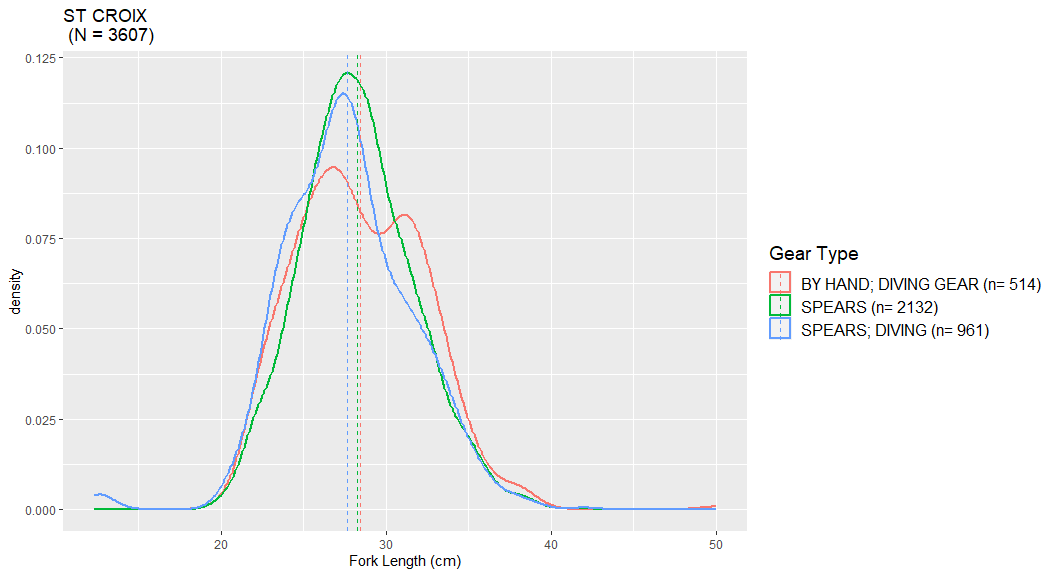 ST CROIX
(N = 3607)
0.125
0.100
0.075
0.050
0.025
0.000
density
20
30
40
50
Fork Length (cm)
Gear Type
BY HAND; DIVING GEAR (n= 514)
SPEARS (n= 2132)
SPEARS; DIVING (n= 961)